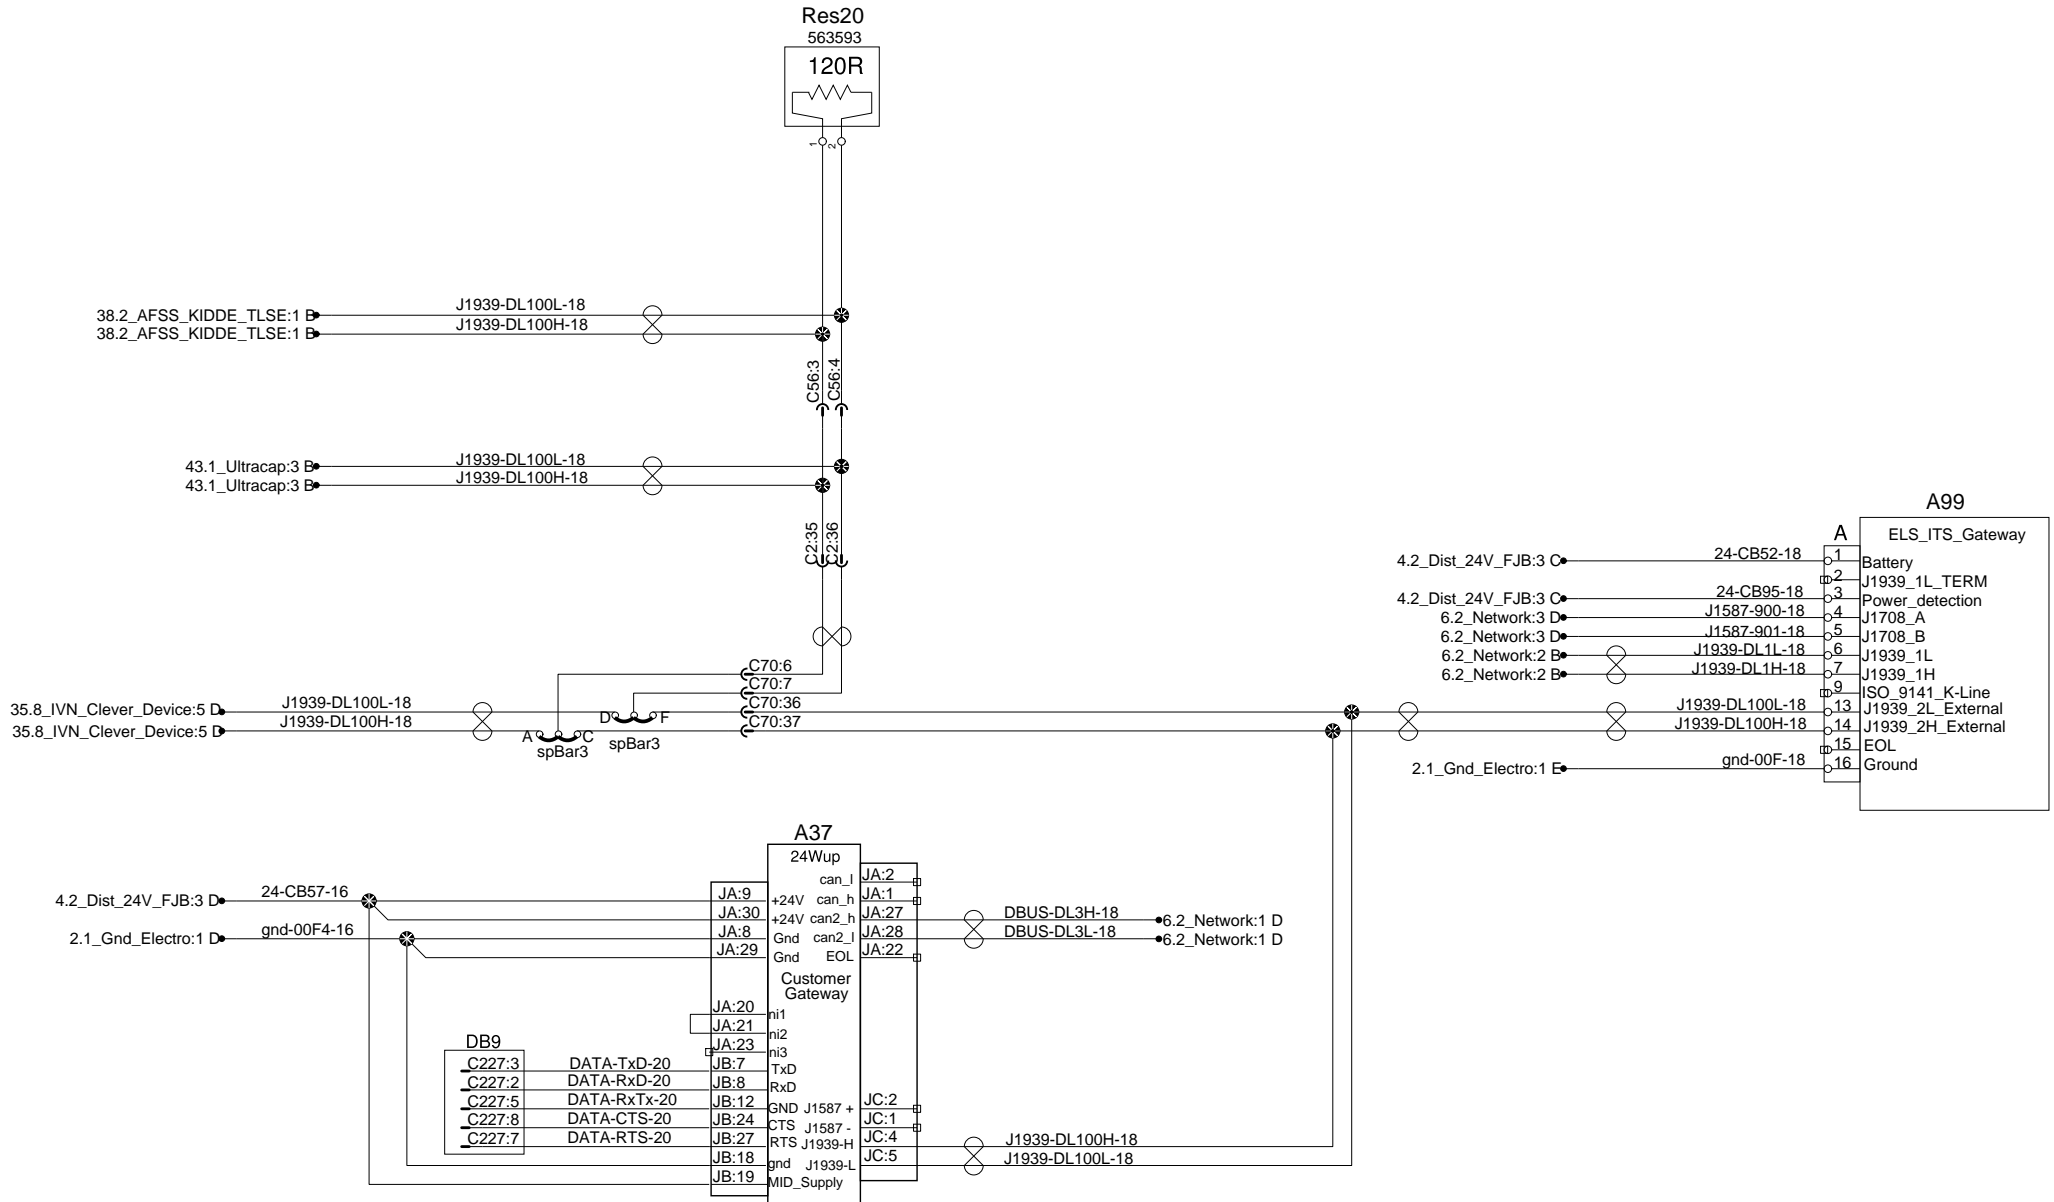 Res20
563593
120R
1
2
38.2_AFSS_KIDDE_TLSE:1 B
J1939-DL100L-18
38.2_AFSS_KIDDE_TLSE:1 B
J1939-DL100H-18
C56:3
C56:4
43.1_Ultracap:3 B
J1939-DL100L-18
43.1_Ultracap:3 B
J1939-DL100H-18
C2:35
C2:36
C70:6
C70:7
C70:36
C70:37
35.8_IVN_Clever_Device:5 D
J1939-DL100L-18
35.8_IVN_Clever_Device:5 D
J1939-DL100H-18
A
C
spBar3
D
F
spBar3
A99
A
ELS_ITS_Gateway
4.2_Dist_24V_FJB:3 C
24-CB52-18
1
Battery
2
J1939_1L_TERM
4.2_Dist_24V_FJB:3 C
24-CB95-18
3
Power_detection
6.2_Network:3 D
J1587-900-18
4
J1708_A
6.2_Network:3 D
J1587-901-18
5
J1708_B
6.2_Network:2 B
J1939-DL1L-18
6
J1939_1L
6.2_Network:2 B
J1939-DL1H-18
7
J1939_1H
9
ISO_9141_K-Line
J1939-DL100L-18
13
J1939_2L_External
J1939-DL100H-18
14
J1939_2H_External
15
EOL
2.1_Gnd_Electro:1 E
gnd-00F-18
16
Ground
A37
24Wup
Customer
Gateway
4.2_Dist_24V_FJB:3 D
24-CB57-16
2.1_Gnd_Electro:1 D
gnd-00F4-16
JA:9
+24V
JA:30
+24V
JA:8
Gnd
JA:29
Gnd
JA:20
ni1
JA:21
ni2
JA:23
ni3
can_l
JA:2
can_h
JA:1
can2_h
JA:27
DBUS-DL3H-18
6.2_Network:1 D
can2_l
JA:28
DBUS-DL3L-18
6.2_Network:1 D
EOL
JA:22
DB9
C227:3
DATA-TxD-20
JB:7
TxD
C227:2
DATA-RxD-20
JB:8
RxD
C227:5
DATA-RxTx-20
JB:12
GND
C227:8
DATA-CTS-20
JB:24
CTS
C227:7
DATA-RTS-20
JB:27
RTS
JB:18
gnd
JB:19
MID_Supply
J1587 +
JC:2
J1587 -
JC:1
J1939-H
JC:4
J1939-DL100H-18
J1939-L
JC:5
J1939-DL100L-18